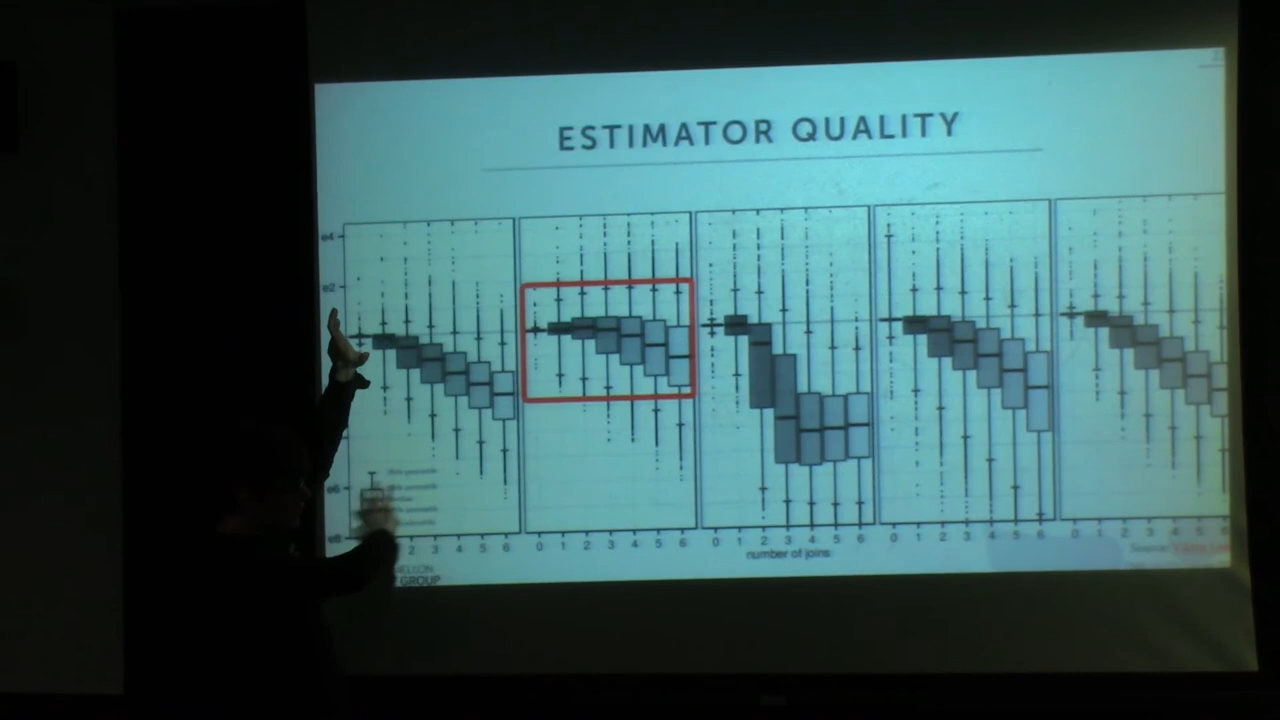 ESTIMATOR QUALITY
e4
e2
e6
e8
2 3 4 5 6
0 1 2 3 4 5 6
0 1 2 3 4 5 6
0 1 2 3 4 5 6
0 1 2 3 4 5 6
number of joins
Source:
GROUP